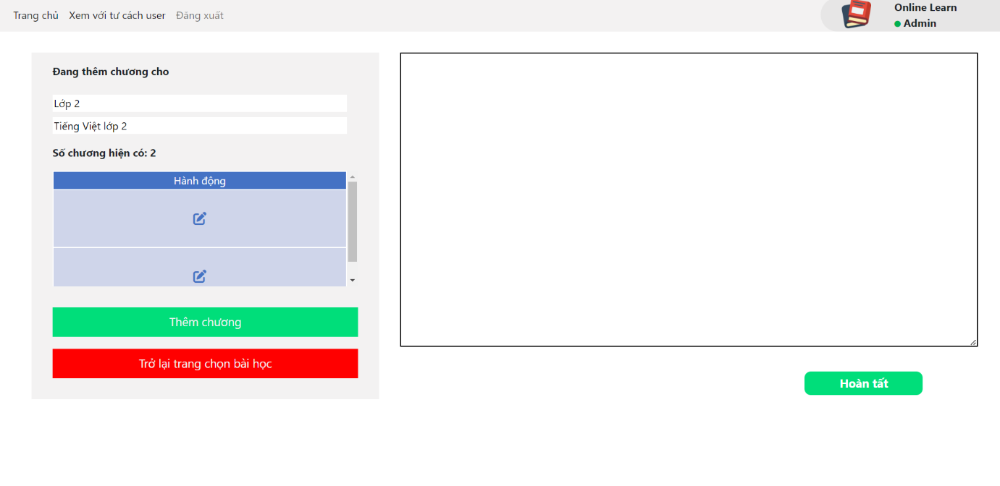 Trang chủ Xem với tư cách user Đăng xuất
Online Learn
Admin
Đang thêm chương cho
Lớp 2
Tiếng Việt lớp 2
Số chương hiện có: 2
Hành động
Thêm chương
Trở lại trang chọn bài học
Hoàn tất